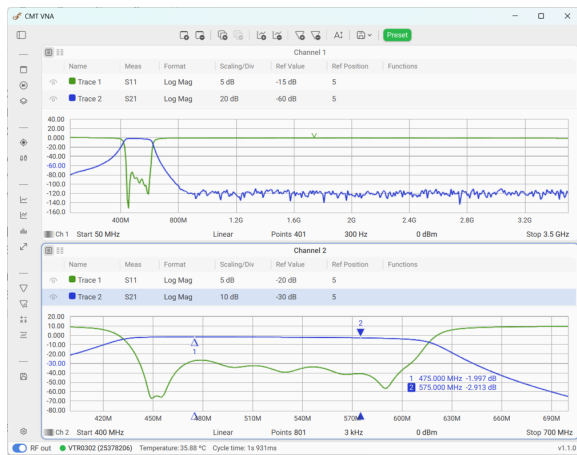 CMT VNA
Preset
Channel 1
Name Meas Format Scaling/Div Ref Value Ref Position Functions
Trace 1 S11 Log Mag 5 dB -15 dB 5
Trace 2 S21 Log Mag 20 dB -60 dB 5
40.00
20.00
0.000
-20.00
-40.00
-60.00
-80.00
-100.0
-120.0
-140.0
-160.0
400M 800M 1.2G 1.6G 2G 2.4G 2.8G 3.2G
Ch 1 Start 50 MHz Linear Points 401 300 Hz 0 dBm Stop 3.5 GHz
Channel 2
Name Meas Format Scaling/Div Ref Value Ref Position Functions
Trace 1 S11 Log Mag 5 dB -20 dB 5
Trace 2 S21 Log Mag 10 dB -30 dB 5
20.00
10.00
0.000
-10.00
-20.00
-30.00
-40.00
-50.00
-60.00
-70.00
-80.00
2
1
1 475.000 MHz -1.997 dB
2 575.000 MHz -2.913 dB
420M 450M 480M 510M 540M 570M 600M 630M 660M 690M
Ch 2 Start 400 MHz Linear Points 801 3 kHz 0 dBm Stop 700 MHz
RF out VTR0302 (25378206) Temperature: 35.88 ºC Cycle time: 1s 931ms v1.1.0